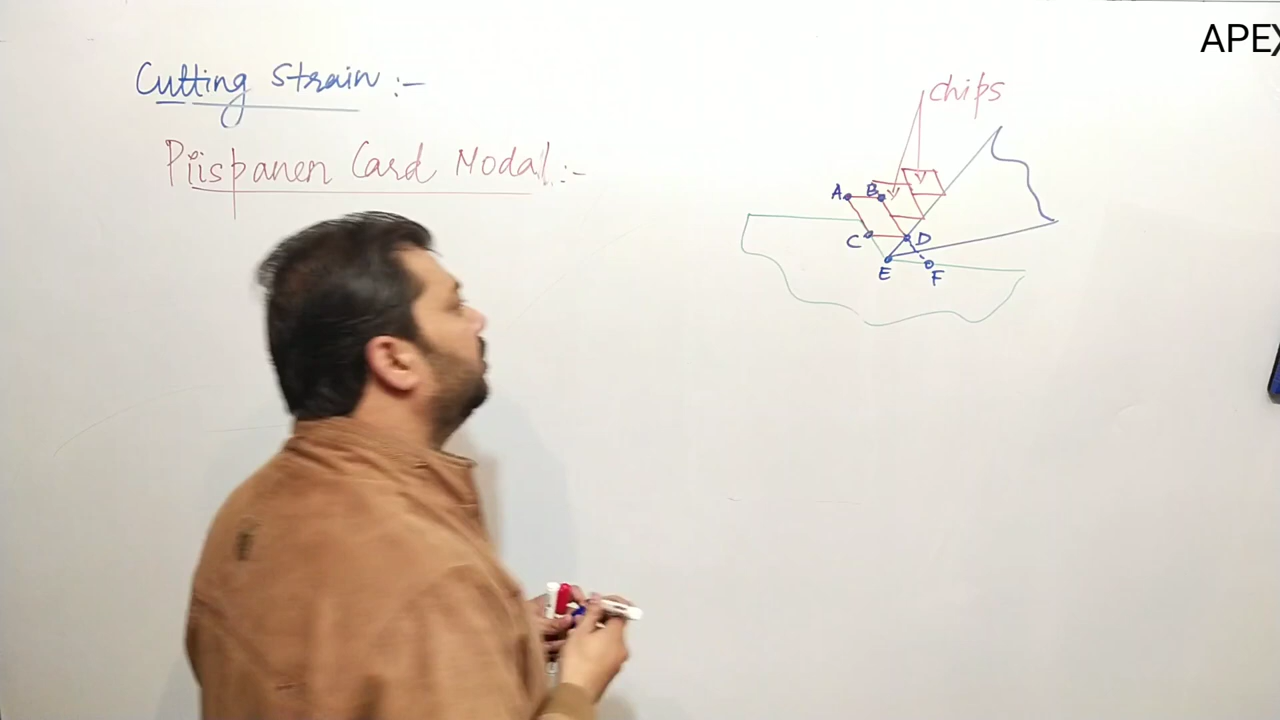 APEX
Cutting Strain :-
Piispanen Card Modal :-
chips
A B
C D
E F